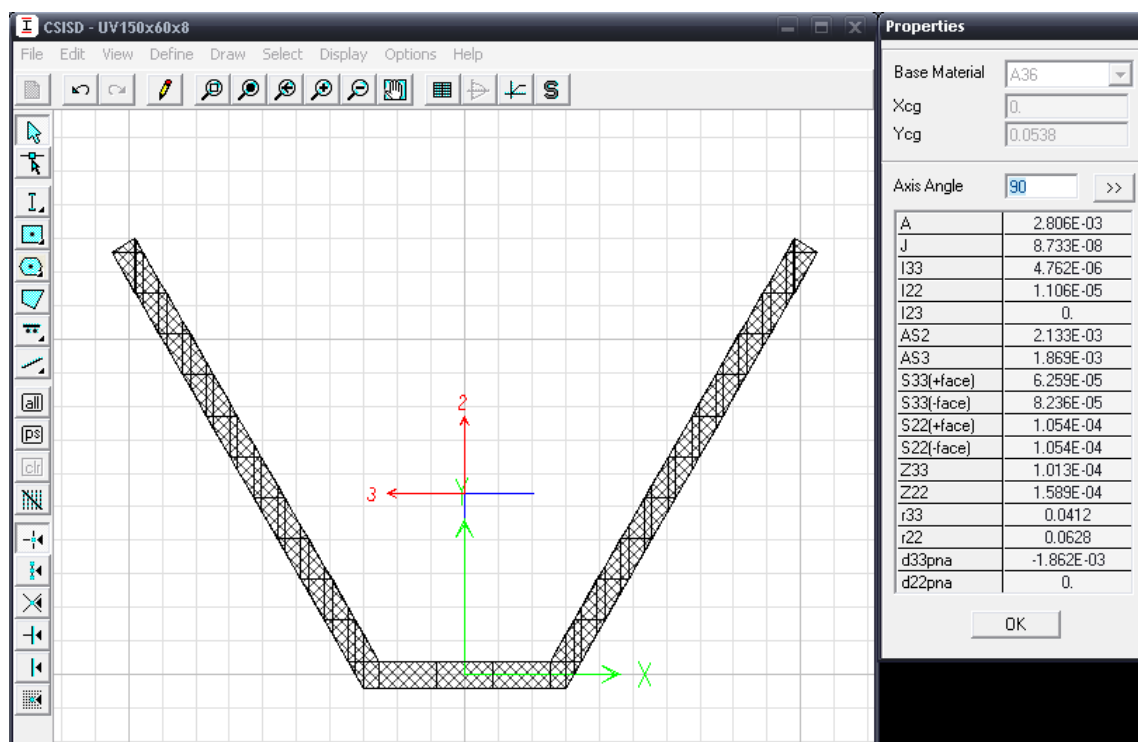 CSISD - UV150x60x8
File Edit View Define Draw Select Display Options Help
S
I
all
ps
clr
2
3
Y
X
Properties
Base Material A36
Xcg 0.
Ycg 0.0538
Axis Angle 90 >>
A 2.806E-03
J 8.733E-08
I33 4.762E-06
I22 1.106E-05
I23 0.
AS2 2.133E-03
AS3 1.869E-03
S33(+face) 6.259E-05
S33(-face) 8.236E-05
S22(+face) 1.054E-04
S22(-face) 1.054E-04
Z33 1.013E-04
Z22 1.589E-04
r33 0.0412
r22 0.0628
d33pna -1.862E-03
d22pna 0.
OK